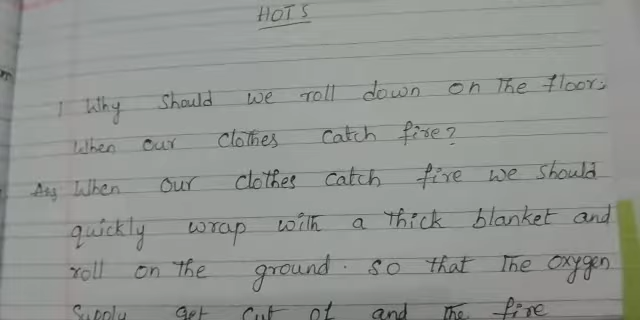 HOTS
1 Why should we roll down on the floor.
When our clothes catch fire?
Ans When our clothes catch fire we should
quickly wrap with a thick blanket and
roll on the ground. so that the oxygen
supply get cut of and the fire